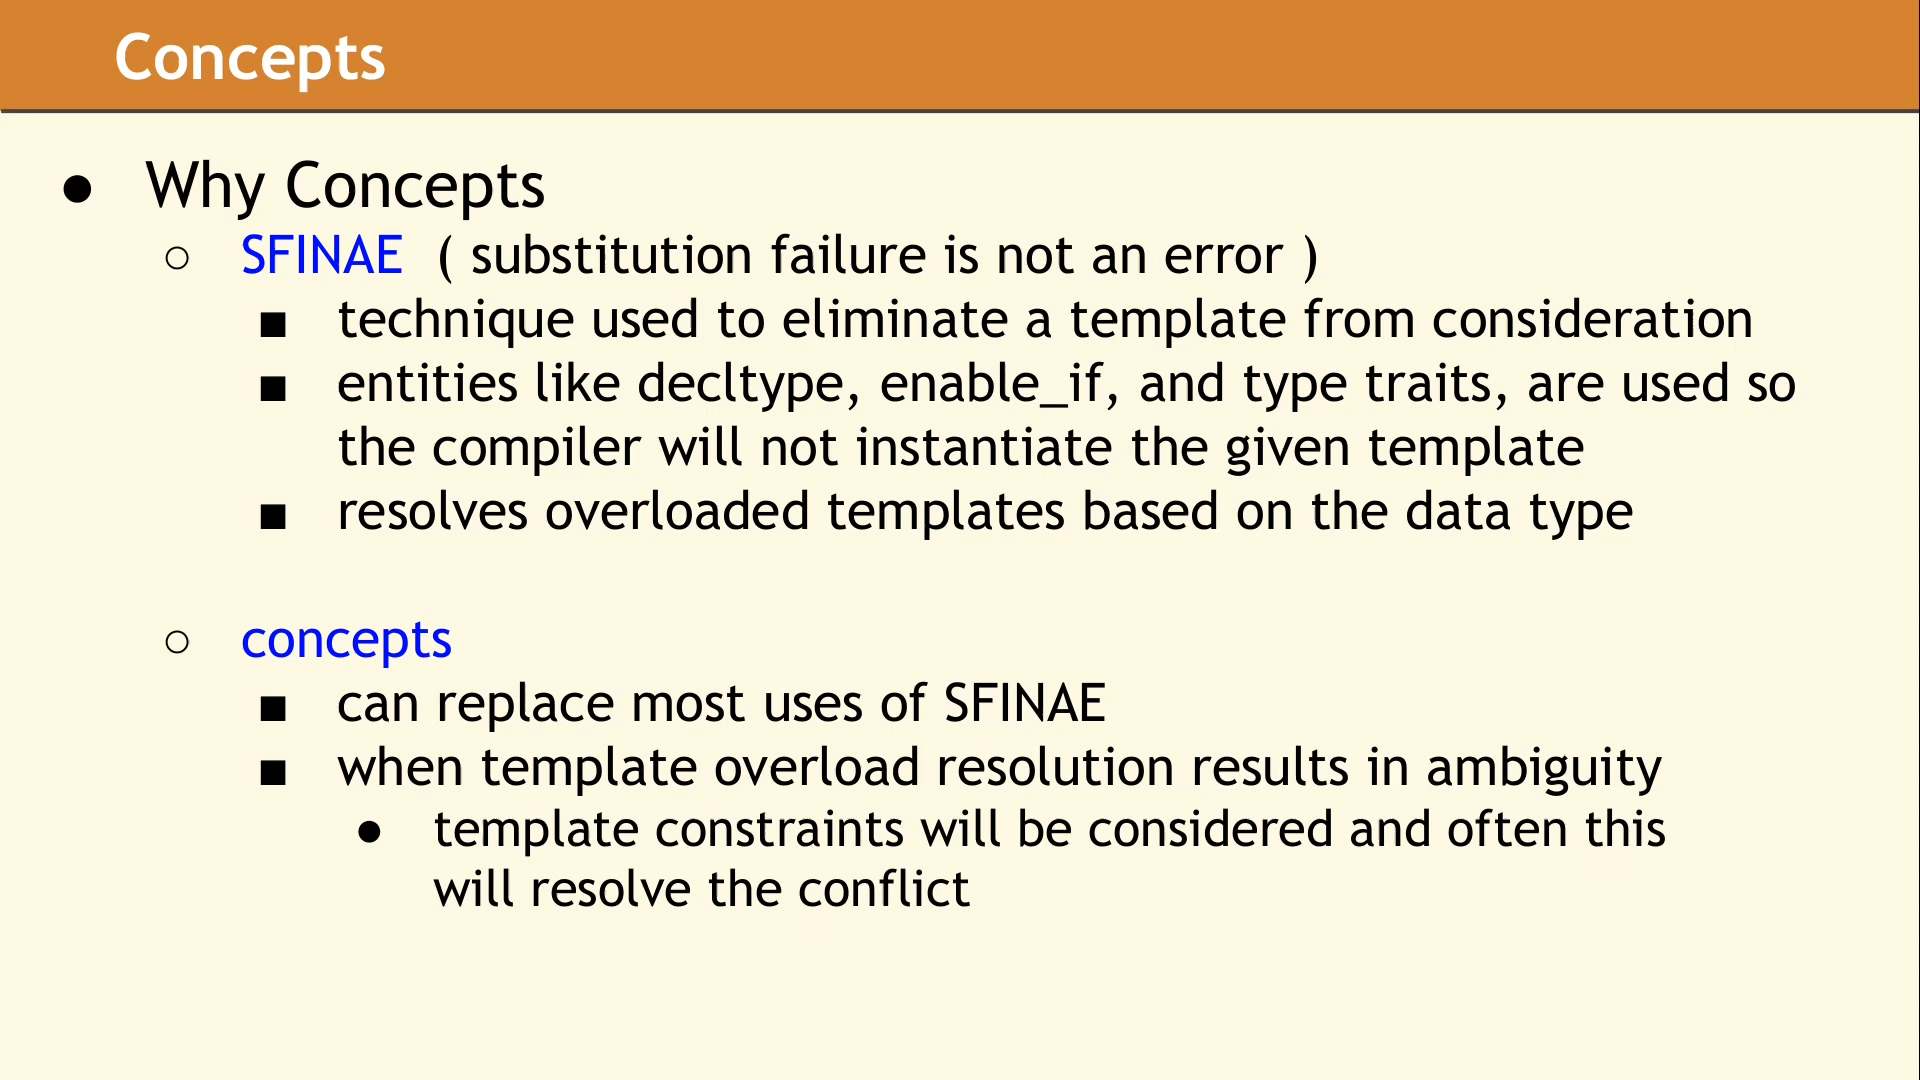 Concepts
● Why Concepts
○ SFINAE ( substitution failure is not an error )
■ technique used to eliminate a template from consideration
■ entities like decltype, enable_if, and type traits, are used so
the compiler will not instantiate the given template
■ resolves overloaded templates based on the data type
○ concepts
■ can replace most uses of SFINAE
■ when template overload resolution results in ambiguity
● template constraints will be considered and often this
will resolve the conflict